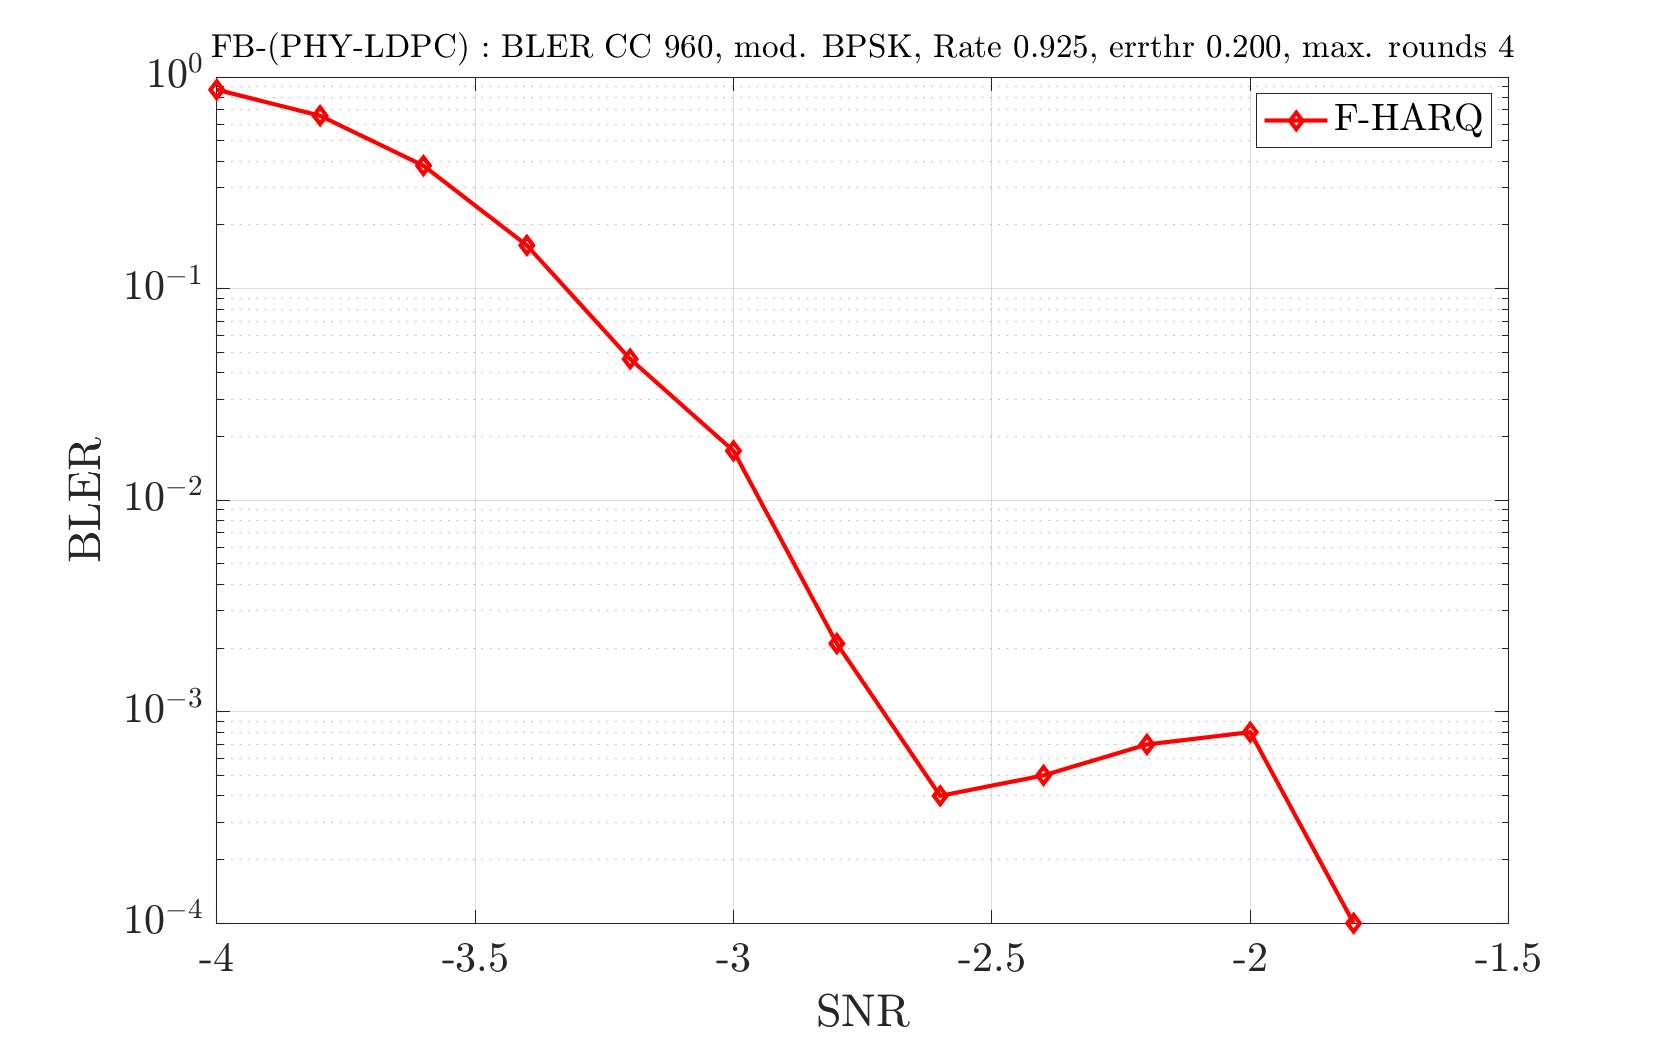 FB-(PHY-LDPC) : BLER CC 960, mod. BPSK, Rate 0.925, errthr 0.200, max. rounds 4
F-HARQ
10^0
10^{-1}
10^{-2}
10^{-3}
10^{-4}
BLER
-4 -3.5 -3 -2.5 -2 -1.5
SNR